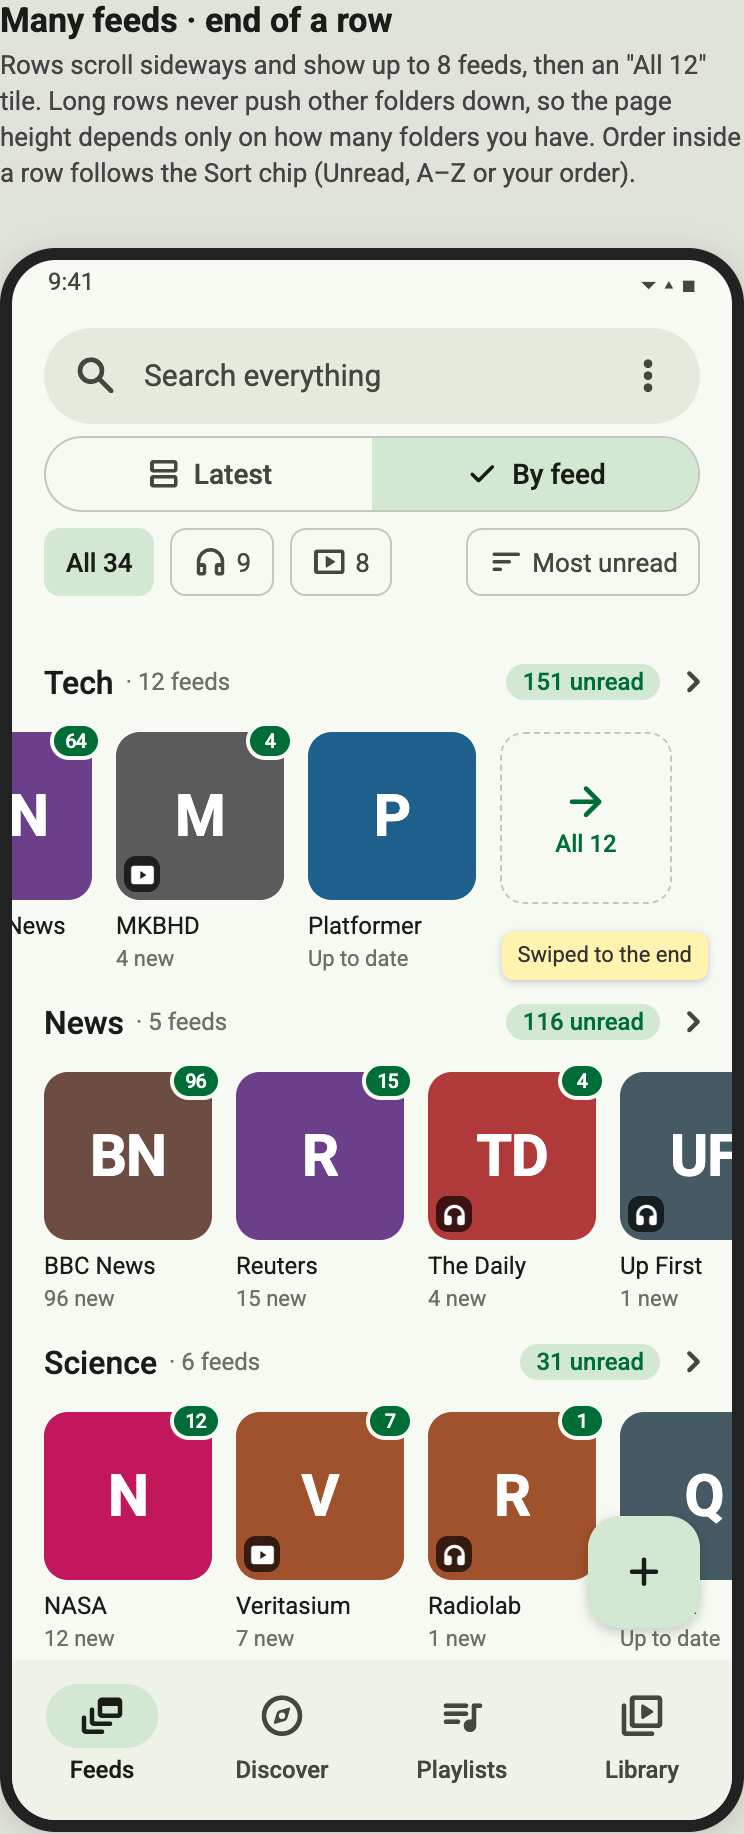 Many feeds · end of a row
Rows scroll sideways and show up to 8 feeds, then an "All 12"
tile. Long rows never push other folders down, so the page
height depends only on how many folders you have. Order inside
a row follows the Sort chip (Unread, A–Z or your order).
9:41
Search everything
Latest
By feed
All 34
9
8
Most unread
Tech · 12 feeds
151 unread
64
4
N
M
P
All 12
News
MKBHD
Platformer
4 new
Up to date
Swiped to the end
News · 5 feeds
116 unread
96
15
4
BN
R
TD
UF
BBC News
Reuters
The Daily
Up First
96 new
15 new
4 new
1 new
Science · 6 feeds
31 unread
12
7
1
N
V
R
Q
NASA
Veritasium
Radiolab
12 new
7 new
1 new
Up to date
Feeds
Discover
Playlists
Library